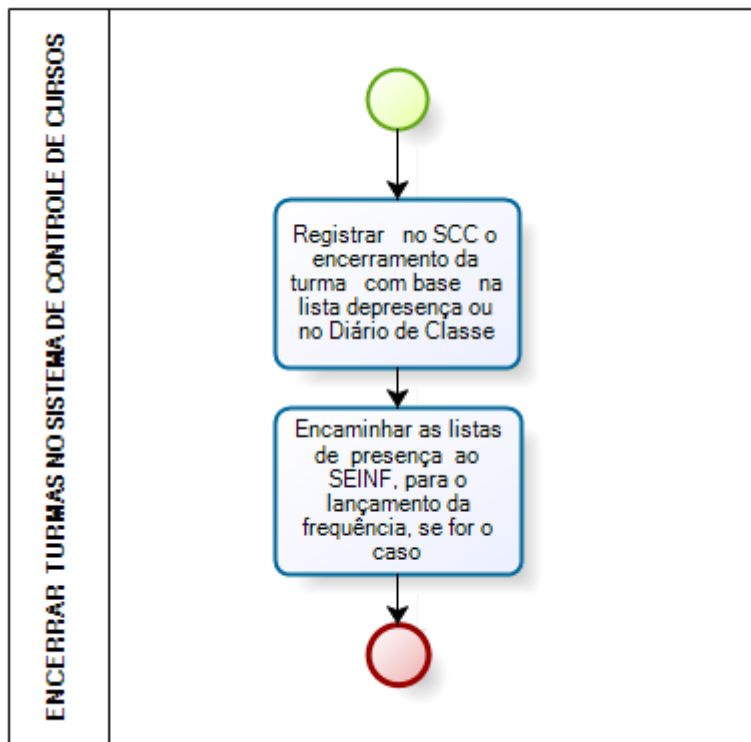 ENCERRAR TURMAS NO SISTEMA DE CONTROLE DE CURSOS
Registrar no SCC o
encerramento da
turma com base na
lista depresença ou
no Diário de Classe
Encaminhar as listas
de presença ao
SEINF, para o
lançamento da
frequência, se for o
caso